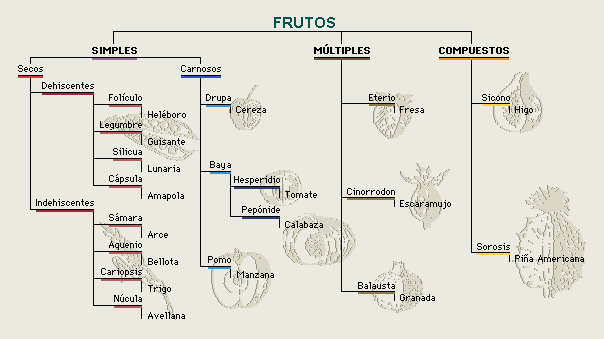 FRUTOS
SIMPLES
MÚLTIPLES
COMPUESTOS
Secos
Carnosos
Dehiscentes
Folículo
Heléboro
Legumbre
Guisante
Silicua
Lunaria
Cápsula
Amapola
Indehiscentes
Sámara
Arce
Aquenio
Bellota
Cariopsis
Trigo
Núcula
Avellana
Drupa
Cereza
Baya
Hesperidio
Tomate
Pepónide
Calabaza
Pomo
Manzana
Eterio
Fresa
Cinorrodon
Escaramujo
Balausta
Granada
Sicono
Higo
Sorosis
Piña Americana